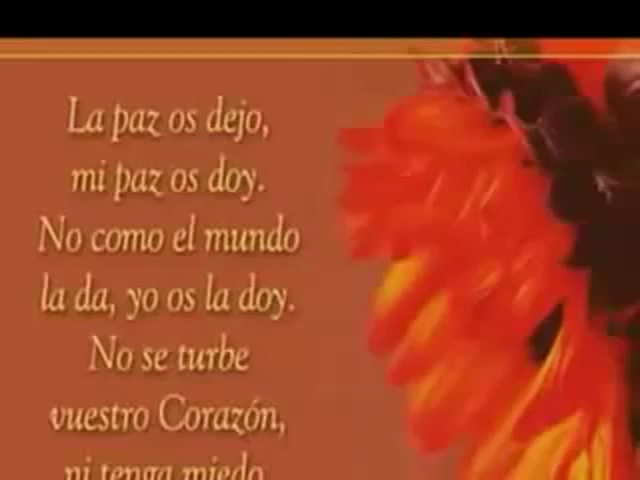 La paz os dejo,
mi paz os doy.
No como el mundo
la da, yo os la doy.
No se turbe
vuestro Corazón,
ni tenga miedo